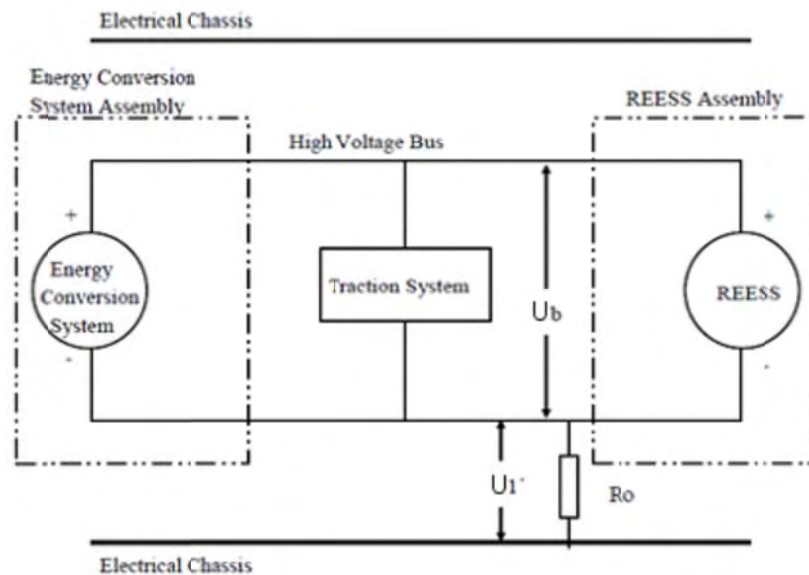 Electrical Chassis
Energy Conversion
System Assembly
REESS Assembly
High Voltage Bus
+
+
Energy
Conversion
System
Traction System
Ub
REESS
-
-
U1'
Ro
Electrical Chassis